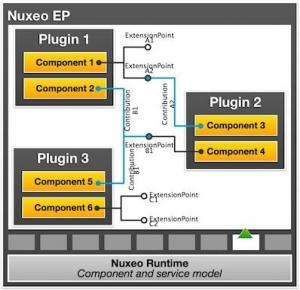 Nuxeo EP
Plugin 1
Component 1
Component 2
ExtensionPoint
A1
ExtensionPoint
A2
Contribution
B1
Contribution
A2
Plugin 2
Component 3
Component 4
ExtensionPoint
B1
Plugin 3
Component 5
Component 6
Contribution
B1
ExtensionPoint
C1
ExtensionPoint
C2
Nuxeo Runtime
Component and service model